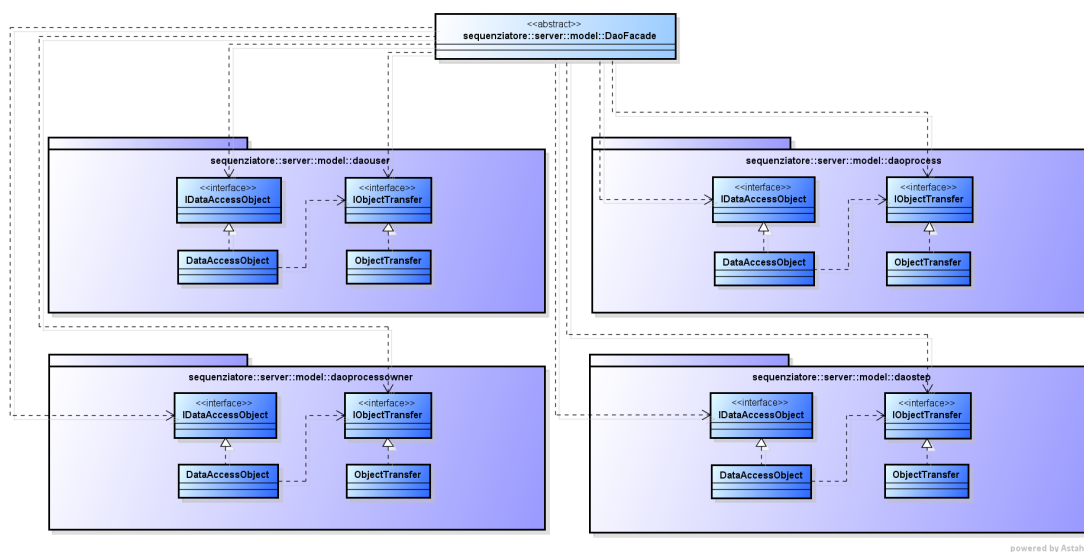 <<abstract>>
sequenziatore::server::model::DaoFacade
sequenziatore::server::model::daouser
<<interface>>
IDataAccessObject
<<interface>>
IObjectTransfer
DataAccessObject
ObjectTransfer
sequenziatore::server::model::daoprocess
<<interface>>
IDataAccessObject
<<interface>>
IObjectTransfer
DataAccessObject
ObjectTransfer
sequenziatore::server::model::daoprocessowner
<<interface>>
IDataAccessObject
<<interface>>
IObjectTransfer
DataAccessObject
ObjectTransfer
sequenziatore::server::model::daostep
<<interface>>
IDataAccessObject
<<interface>>
IObjectTransfer
DataAccessObject
ObjectTransfer
powered by Astah